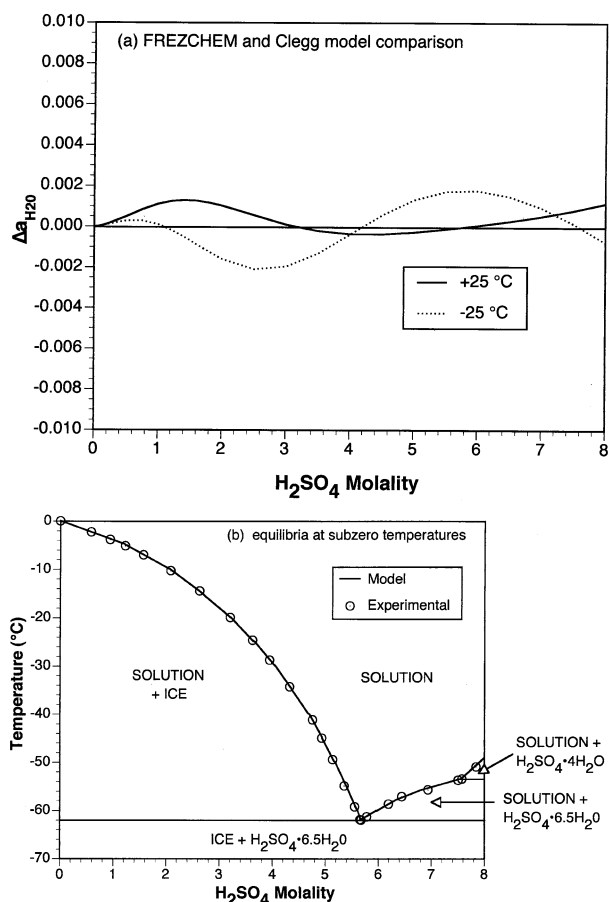 (a) FREZCHEM and Clegg model comparison
0.010
0.008
0.006
0.004
0.002
0.000
-0.002
-0.004
-0.006
-0.008
-0.010
ΔaH20
+25 °C
-25 °C
0 1 2 3 4 5 6 7 8
H2SO4 Molality
(b) equilibria at subzero temperatures
0
-10
-20
-30
-40
-50
-60
-70
Temperature (°C)
Model
Experimental
SOLUTION
+ ICE
SOLUTION
SOLUTION +
H2SO4•4H2O
SOLUTION +
H2SO4•6.5H20
ICE + H2SO4•6.5H20
0 1 2 3 4 5 6 7 8
H2SO4 Molality